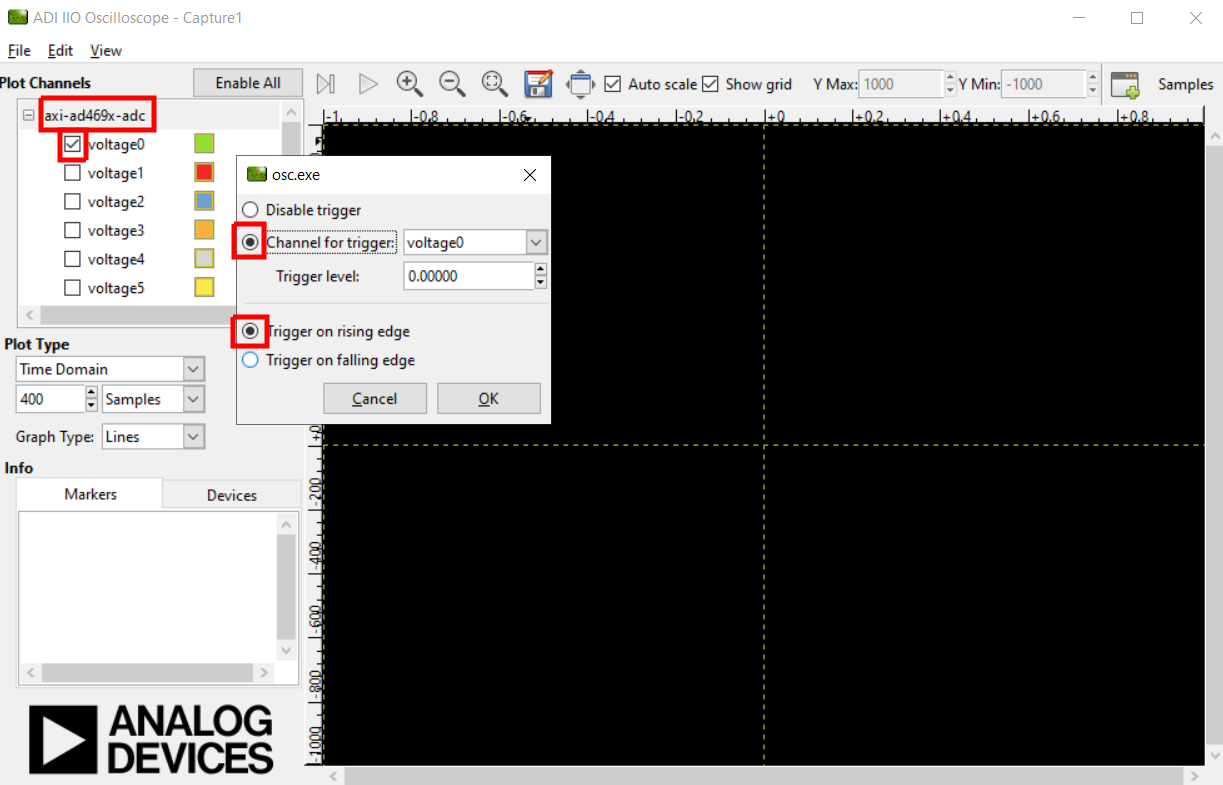 ADI IIO Oscilloscope - Capture1
File Edit View
Plot Channels Enable All Auto scale Show grid Y Max: 1000 Y Min: -1000 Samples
axi-ad469x-adc
voltage0
voltage1
voltage2
voltage3
voltage4
voltage5
-1 -0,8 -0,6 -0,4 -0,2 +0 +0,2 +0,4 +0,6 +0,8
osc.exe
Disable trigger
Channel for trigger: voltage0
Trigger level: 0.00000
Trigger on rising edge
Trigger on falling edge
Cancel OK
Plot Type
Time Domain
400 Samples
Graph Type: Lines
Info
Markers Devices
+0
-200
-400
-600
-800
-1000
ANALOG
DEVICES